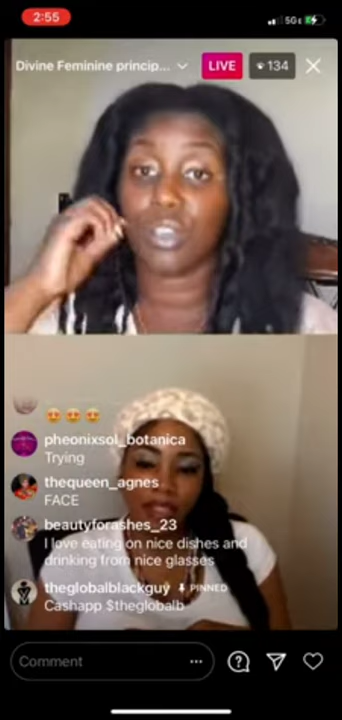 2:55
5GE
Divine Feminine princip...
LIVE
134
pheonixsol_botanica
Trying
thequeen_agnes
FACE
beautyforashes_23
I love eating on nice dishes and
drinking from nice glasses
theglobalblackguy PINNED
Cashapp $theglobalb
Comment